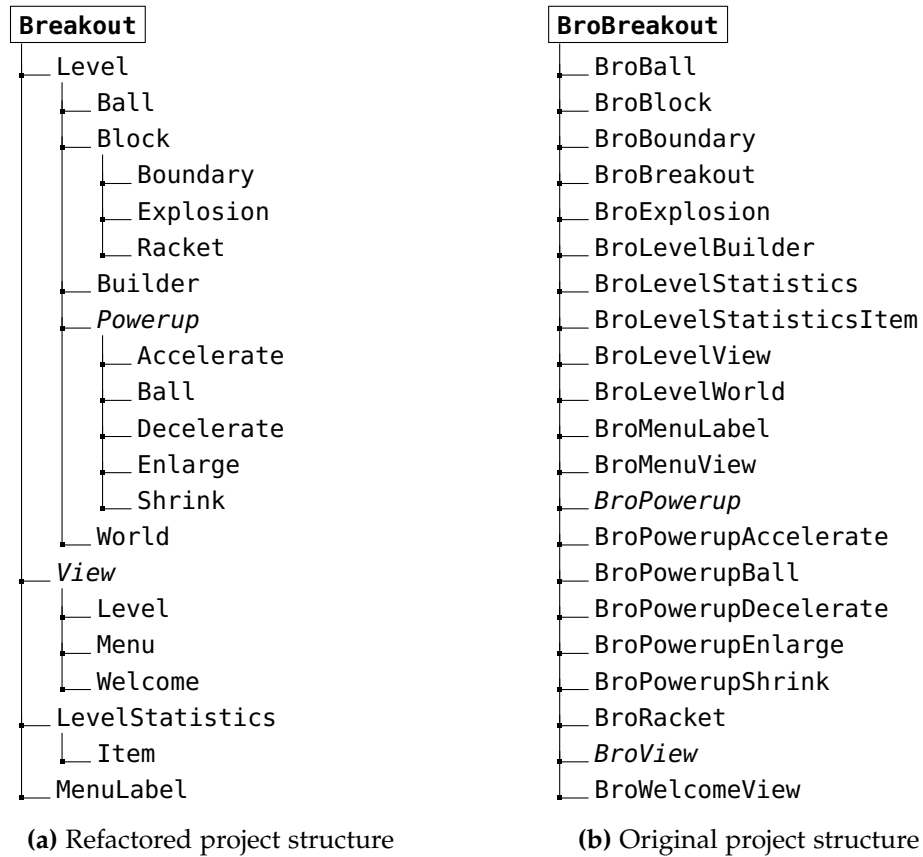 Breakout
Level
Ball
Block
Boundary
Explosion
Racket
Builder
Powerup
Accelerate
Ball
Decelerate
Enlarge
Shrink
World
View
Level
Menu
Welcome
LevelStatistics
Item
MenuLabel
(a) Refactored project structure
BroBreakout
BroBall
BroBlock
BroBoundary
BroBreakout
BroExplosion
BroLevelBuilder
BroLevelStatistics
BroLevelStatisticsItem
BroLevelView
BroLevelWorld
BroMenuLabel
BroMenuView
BroPowerup
BroPowerupAccelerate
BroPowerupBall
BroPowerupDecelerate
BroPowerupEnlarge
BroPowerupShrink
BroRacket
BroView
BroWelcomeView
(b) Original project structure